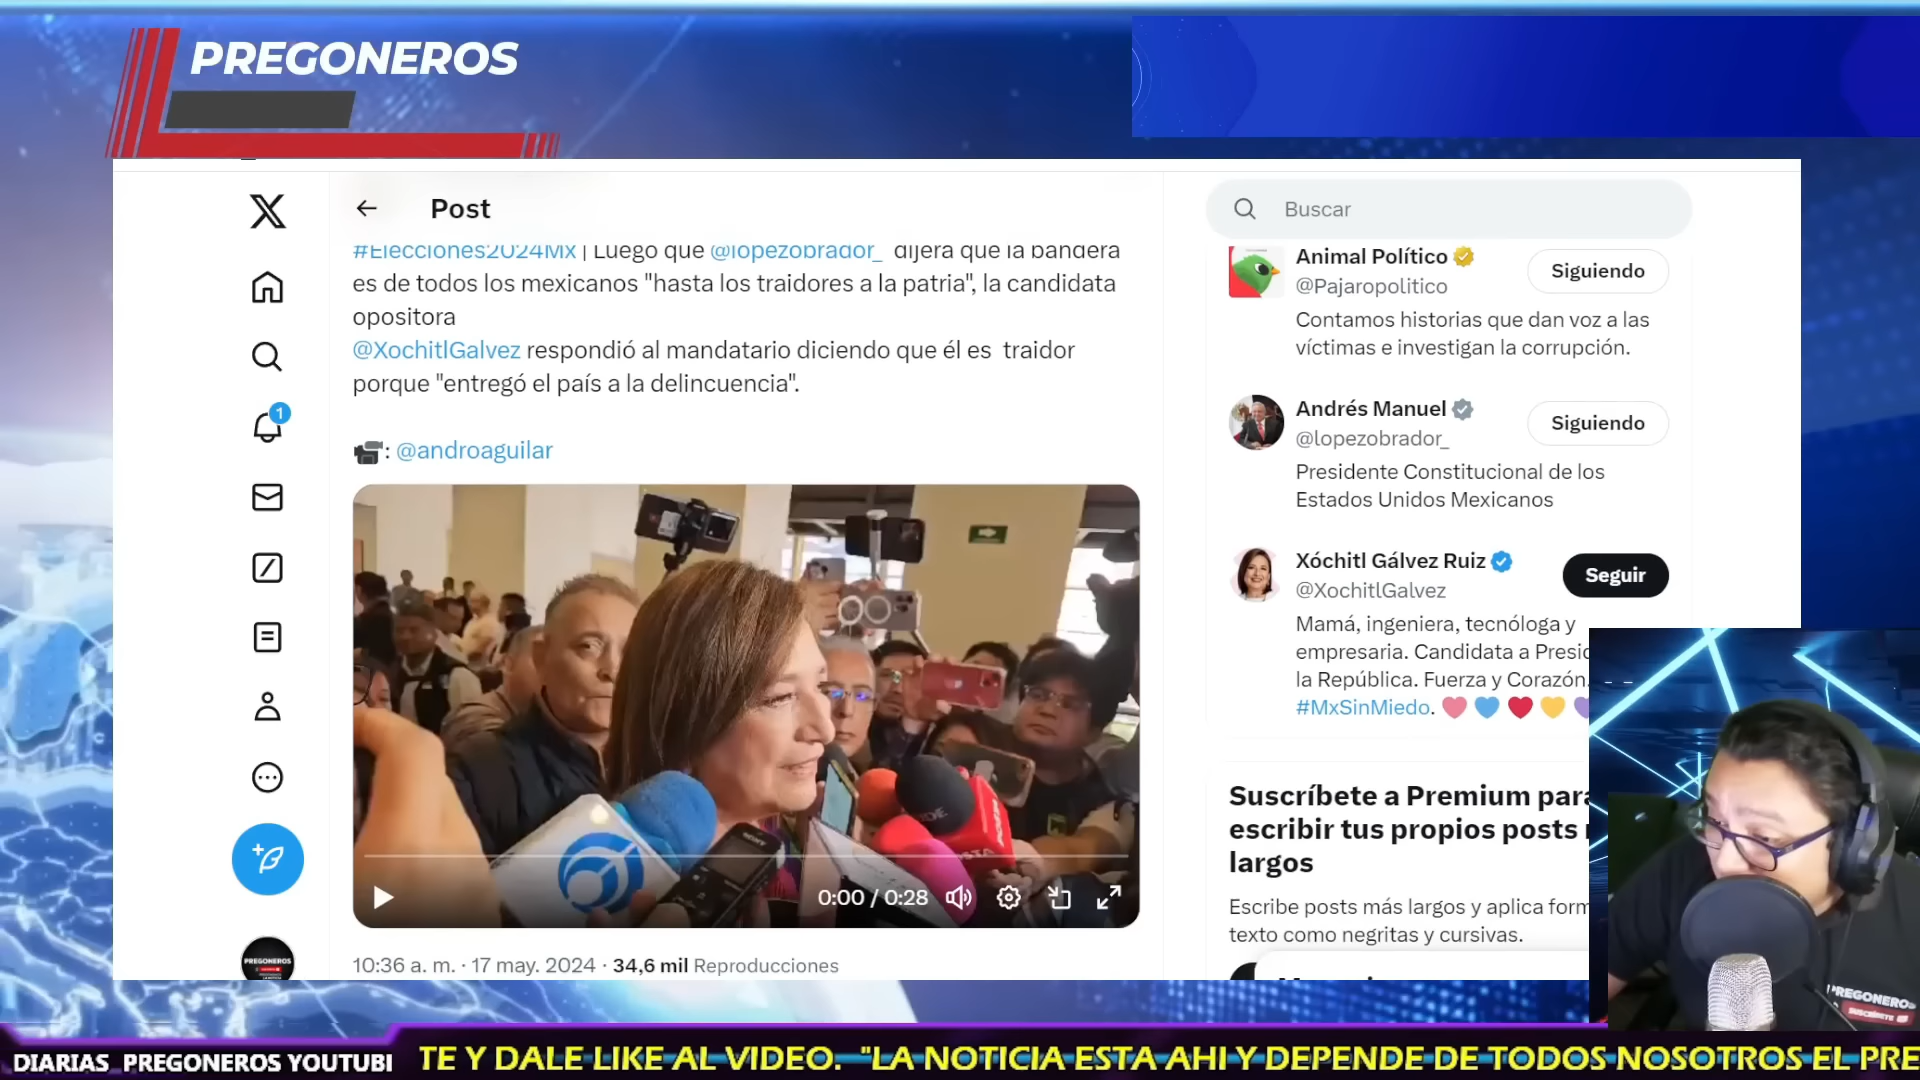 PREGONEROS
Post
#Elecciones2024Mx | Luego que @lopezobrador_ dijera que la bandera
es de todos los mexicanos "hasta los traidores a la patria", la candidata
opositora
@XochitlGalvez respondió al mandatario diciendo que él es traidor
porque "entregó el país a la delincuencia".
: @androaguilar
0:00 / 0:28
10:36 a. m. · 17 may. 2024 · 34,6 mil Reproducciones
1
PREGONEROS
Buscar
Animal Político
Siguiendo
@Pajaropolitico
Contamos historias que dan voz a las
víctimas e investigan la corrupción.
Andrés Manuel
Siguiendo
@lopezobrador_
Presidente Constitucional de los
Estados Unidos Mexicanos
Xóchitl Gálvez Ruiz
Seguir
@XochitlGalvez
Mamá, ingeniera, tecnóloga y
empresaria. Candidata a Presid
la República. Fuerza y Corazón.
#MxSinMiedo.
Suscríbete a Premium para
escribir tus propios posts
largos
Escribe posts más largos y aplica form
texto como negritas y cursivas.
PREGONEROS
SUSCRÍBETE
DIARIAS PREGONEROS YOUTUBE
TE Y DALE LIKE AL VIDEO. "LA NOTICIA ESTA AHI Y DEPENDE DE TODOS NOSOTROS EL PRE